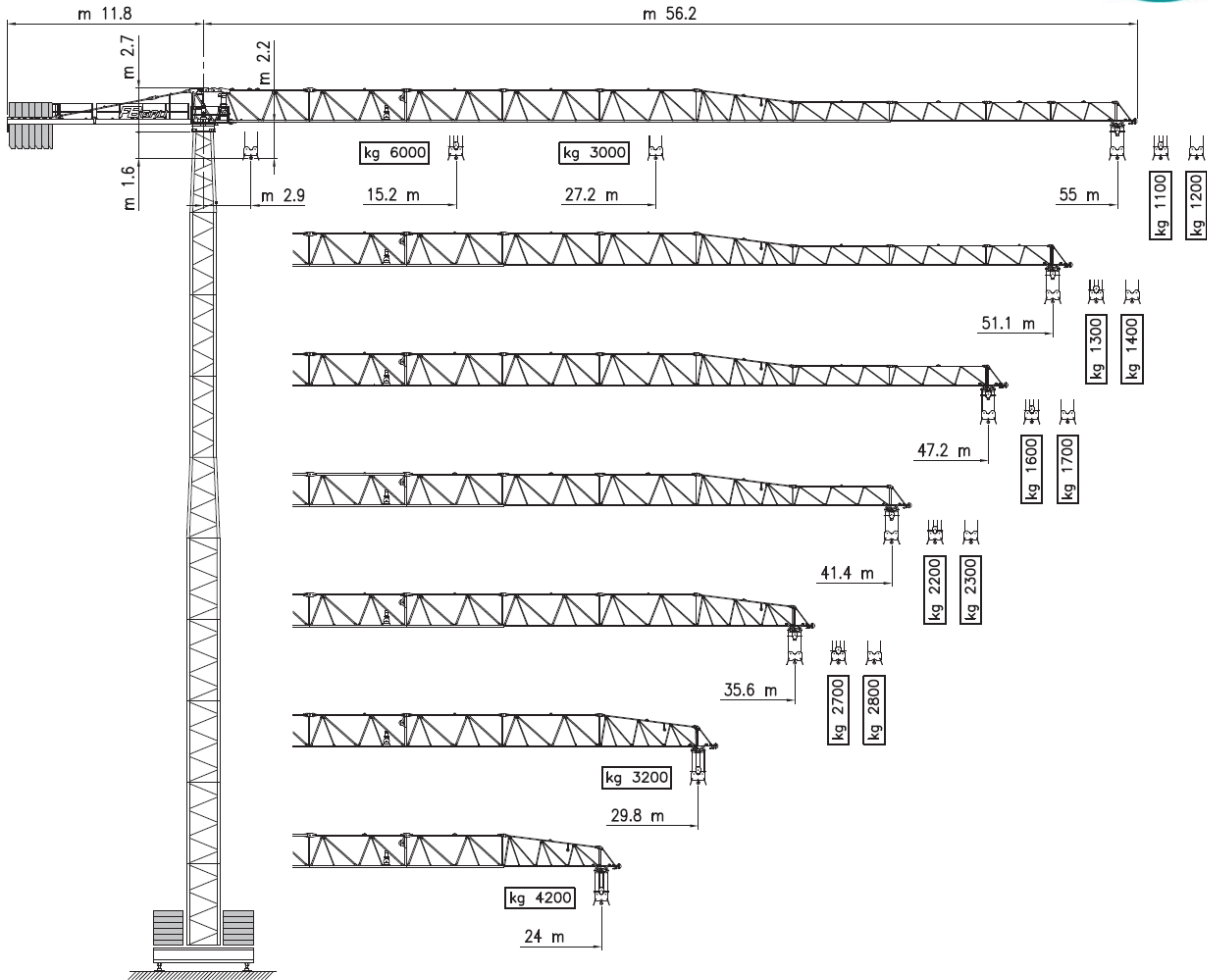 m 11.8
m 56.2
m 2.7
m 2.2
kg 6000
kg 3000
m 1.6
m 2.9
15.2 m
27.2 m
55 m
kg 1100
kg 1200
51.1 m
kg 1300
kg 1400
47.2 m
kg 1600
kg 1700
41.4 m
kg 2200
kg 2300
35.6 m
kg 2700
kg 2800
kg 3200
29.8 m
kg 4200
24 m